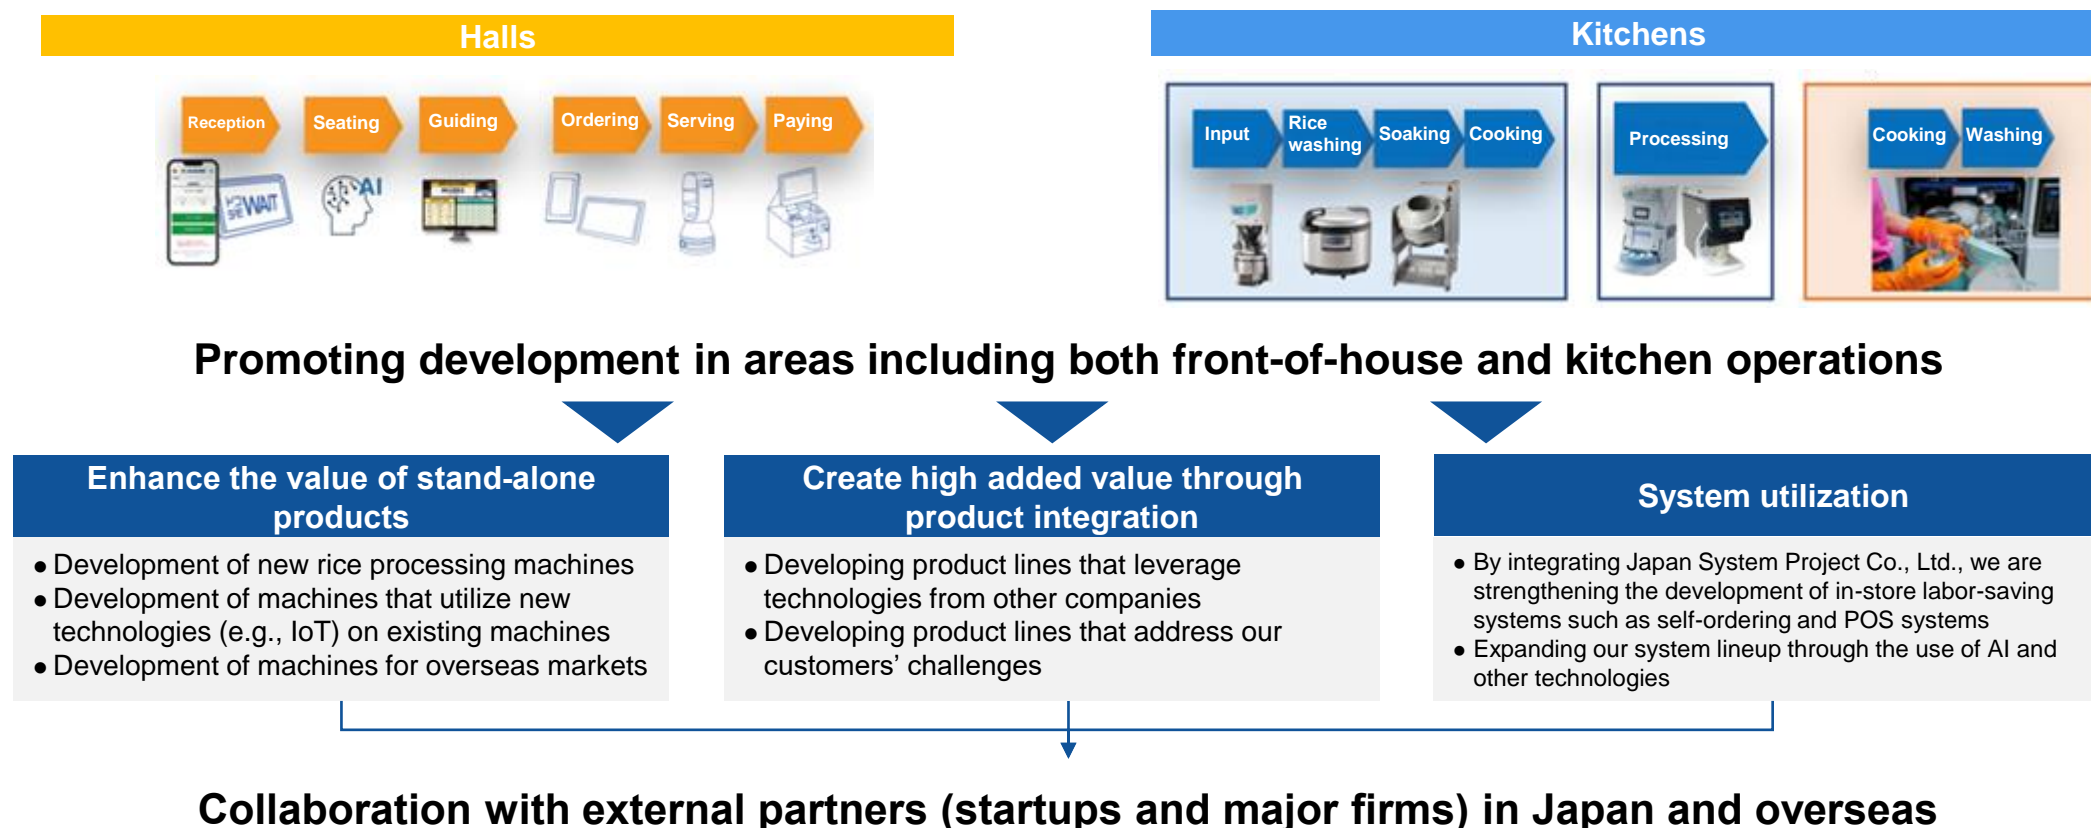 Halls
Kitchens
Reception
Seating
Guiding
Ordering
Serving
Paying
Input
Rice
washing
Soaking
Cooking
Processing
Cooking
Washing
WAIT
AI
Promoting development in areas including both front-of-house and kitchen operations
Enhance the value of stand-alone
products
● Development of new rice processing machines
● Development of machines that utilize new
technologies (e.g., IoT) on existing machines
● Development of machines for overseas markets
Create high added value through
product integration
● Developing product lines that leverage
technologies from other companies
● Developing product lines that address our
customers’ challenges
System utilization
● By integrating Japan System Project Co., Ltd., we are
strengthening the development of in-store labor-saving
systems such as self-ordering and POS systems
● Expanding our system lineup through the use of AI and
other technologies
Collaboration with external partners (startups and major firms) in Japan and overseas